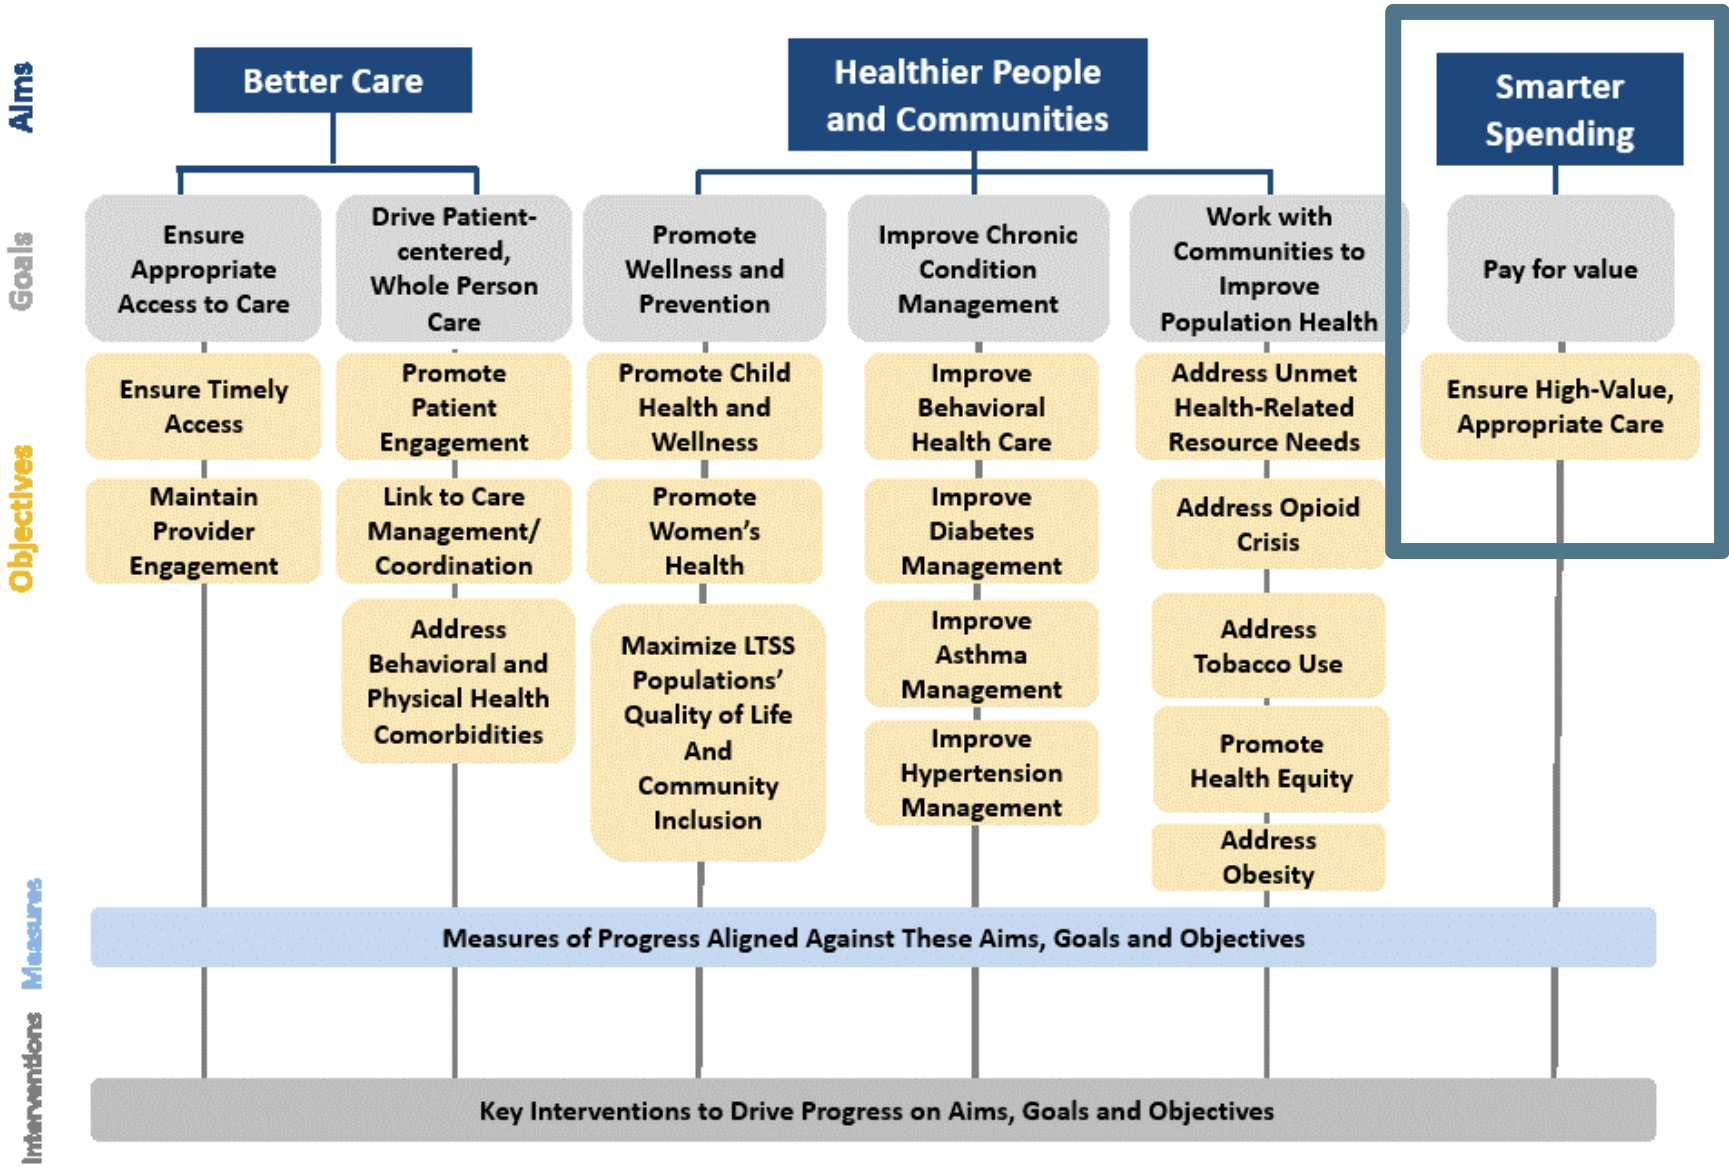 Aims
Better Care
Healthier People
and Communities
Smarter
Spending
Goals
Ensure
Appropriate
Access to Care
Drive Patient-
centered,
Whole Person
Care
Promote
Wellness and
Prevention
Improve Chronic
Condition
Management
Work with
Communities to
Improve
Population Health
Pay for value
Objectives
Ensure Timely
Access
Maintain
Provider
Engagement
Promote
Patient
Engagement
Link to Care
Management/
Coordination
Address
Behavioral and
Physical Health
Comorbidities
Promote Child
Health and
Wellness
Promote
Women's
Health
Maximize LTSS
Populations'
Quality of Life
And
Community
Inclusion
Improve
Behavioral
Health Care
Improve
Diabetes
Management
Improve
Asthma
Management
Improve
Hypertension
Management
Address Unmet
Health-Related
Resource Needs
Address Opioid
Crisis
Address
Tobacco Use
Promote
Health Equity
Address
Obesity
Ensure High-Value,
Appropriate Care
Measures
Measures of Progress Aligned Against These Aims, Goals and Objectives
Interventions
Key Interventions to Drive Progress on Aims, Goals and Objectives